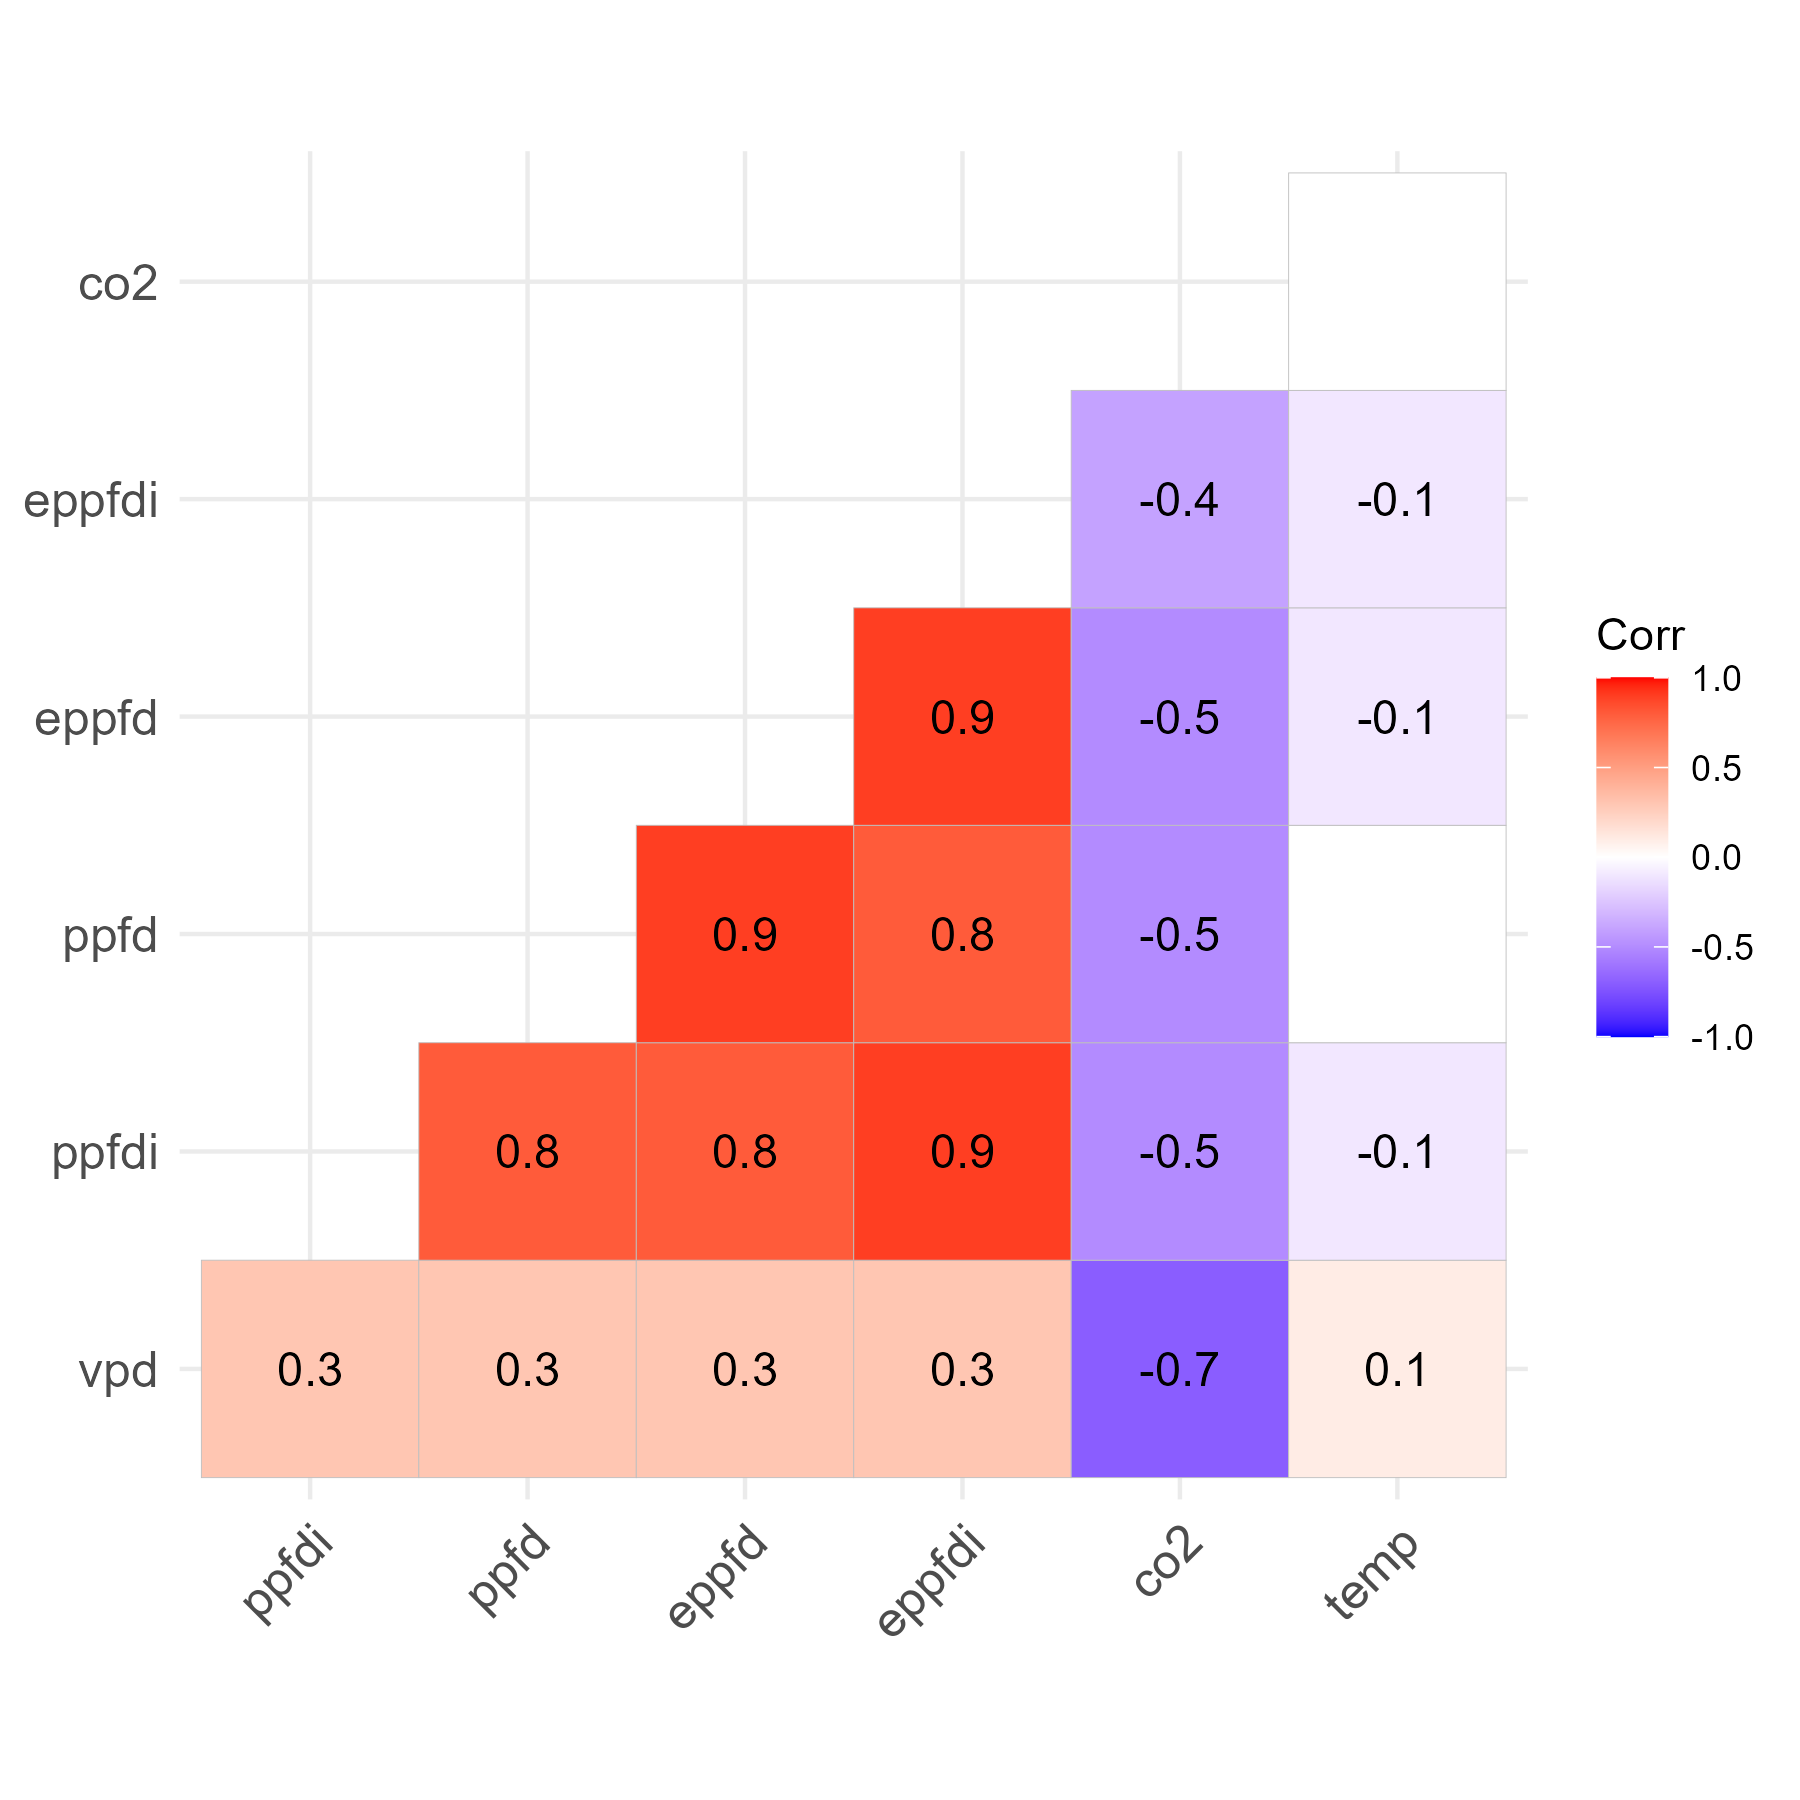 co2
eppfdi -0.4 -0.1
eppfd 0.9 -0.5 -0.1
ppfd 0.9 0.8 -0.5
ppfdi 0.8 0.8 0.9 -0.5 -0.1
vpd 0.3 0.3 0.3 0.3 -0.7 0.1
ppfdi ppfd eppfd eppfdi co2 temp
Corr
1.0
0.5
0.0
-0.5
-1.0